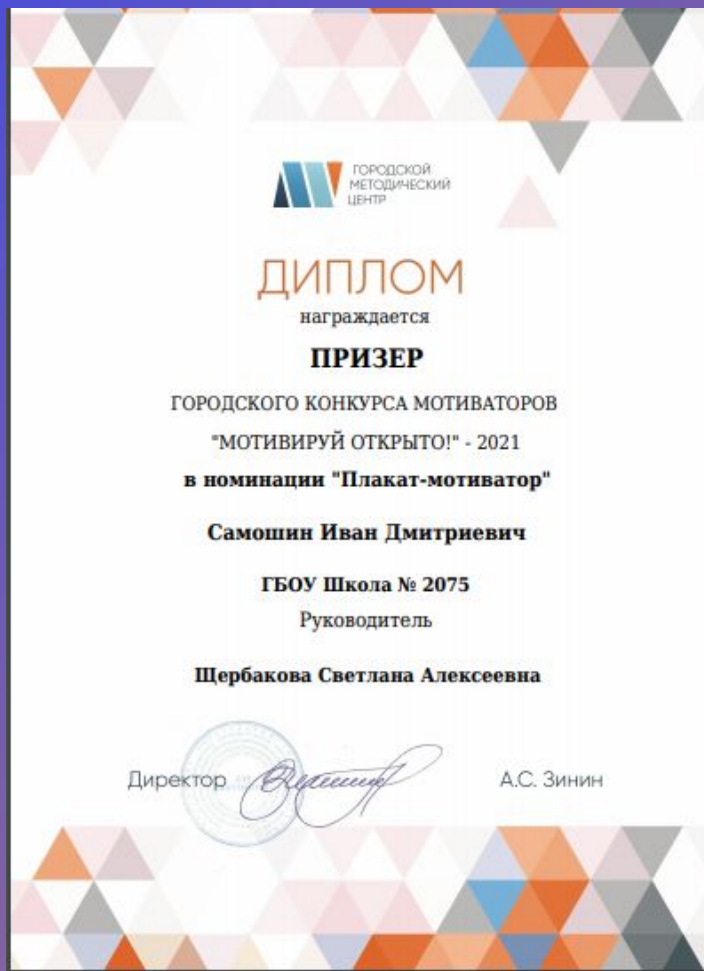 ГОРОДСКОЙ
МЕТОДИЧЕСКИЙ
ЦЕНТР
ДИПЛОМ
награждается
ПРИЗЕР
ГОРОДСКОГО КОНКУРСА МОТИВАТОРОВ
"МОТИВИРУЙ ОТКРЫТО!" - 2021
в номинации "Плакат-мотиватор"
Самошин Иван Дмитриевич
ГБОУ Школа № 2075
Руководитель
Щербакова Светлана Алексеевна
Директор А.С. Зинин